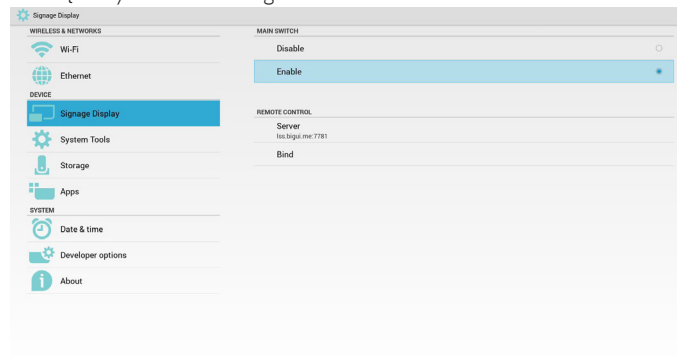 Signage Display
WIRELESS & NETWORKS
Wi-Fi
Ethernet
DEVICE
Signage Display
System Tools
Storage
Apps
SYSTEM
Date & time
Developer options
About
MAIN SWITCH
Disable
Enable
REMOTE CONTROL
Server
lss.bigui.me:7781
Bind